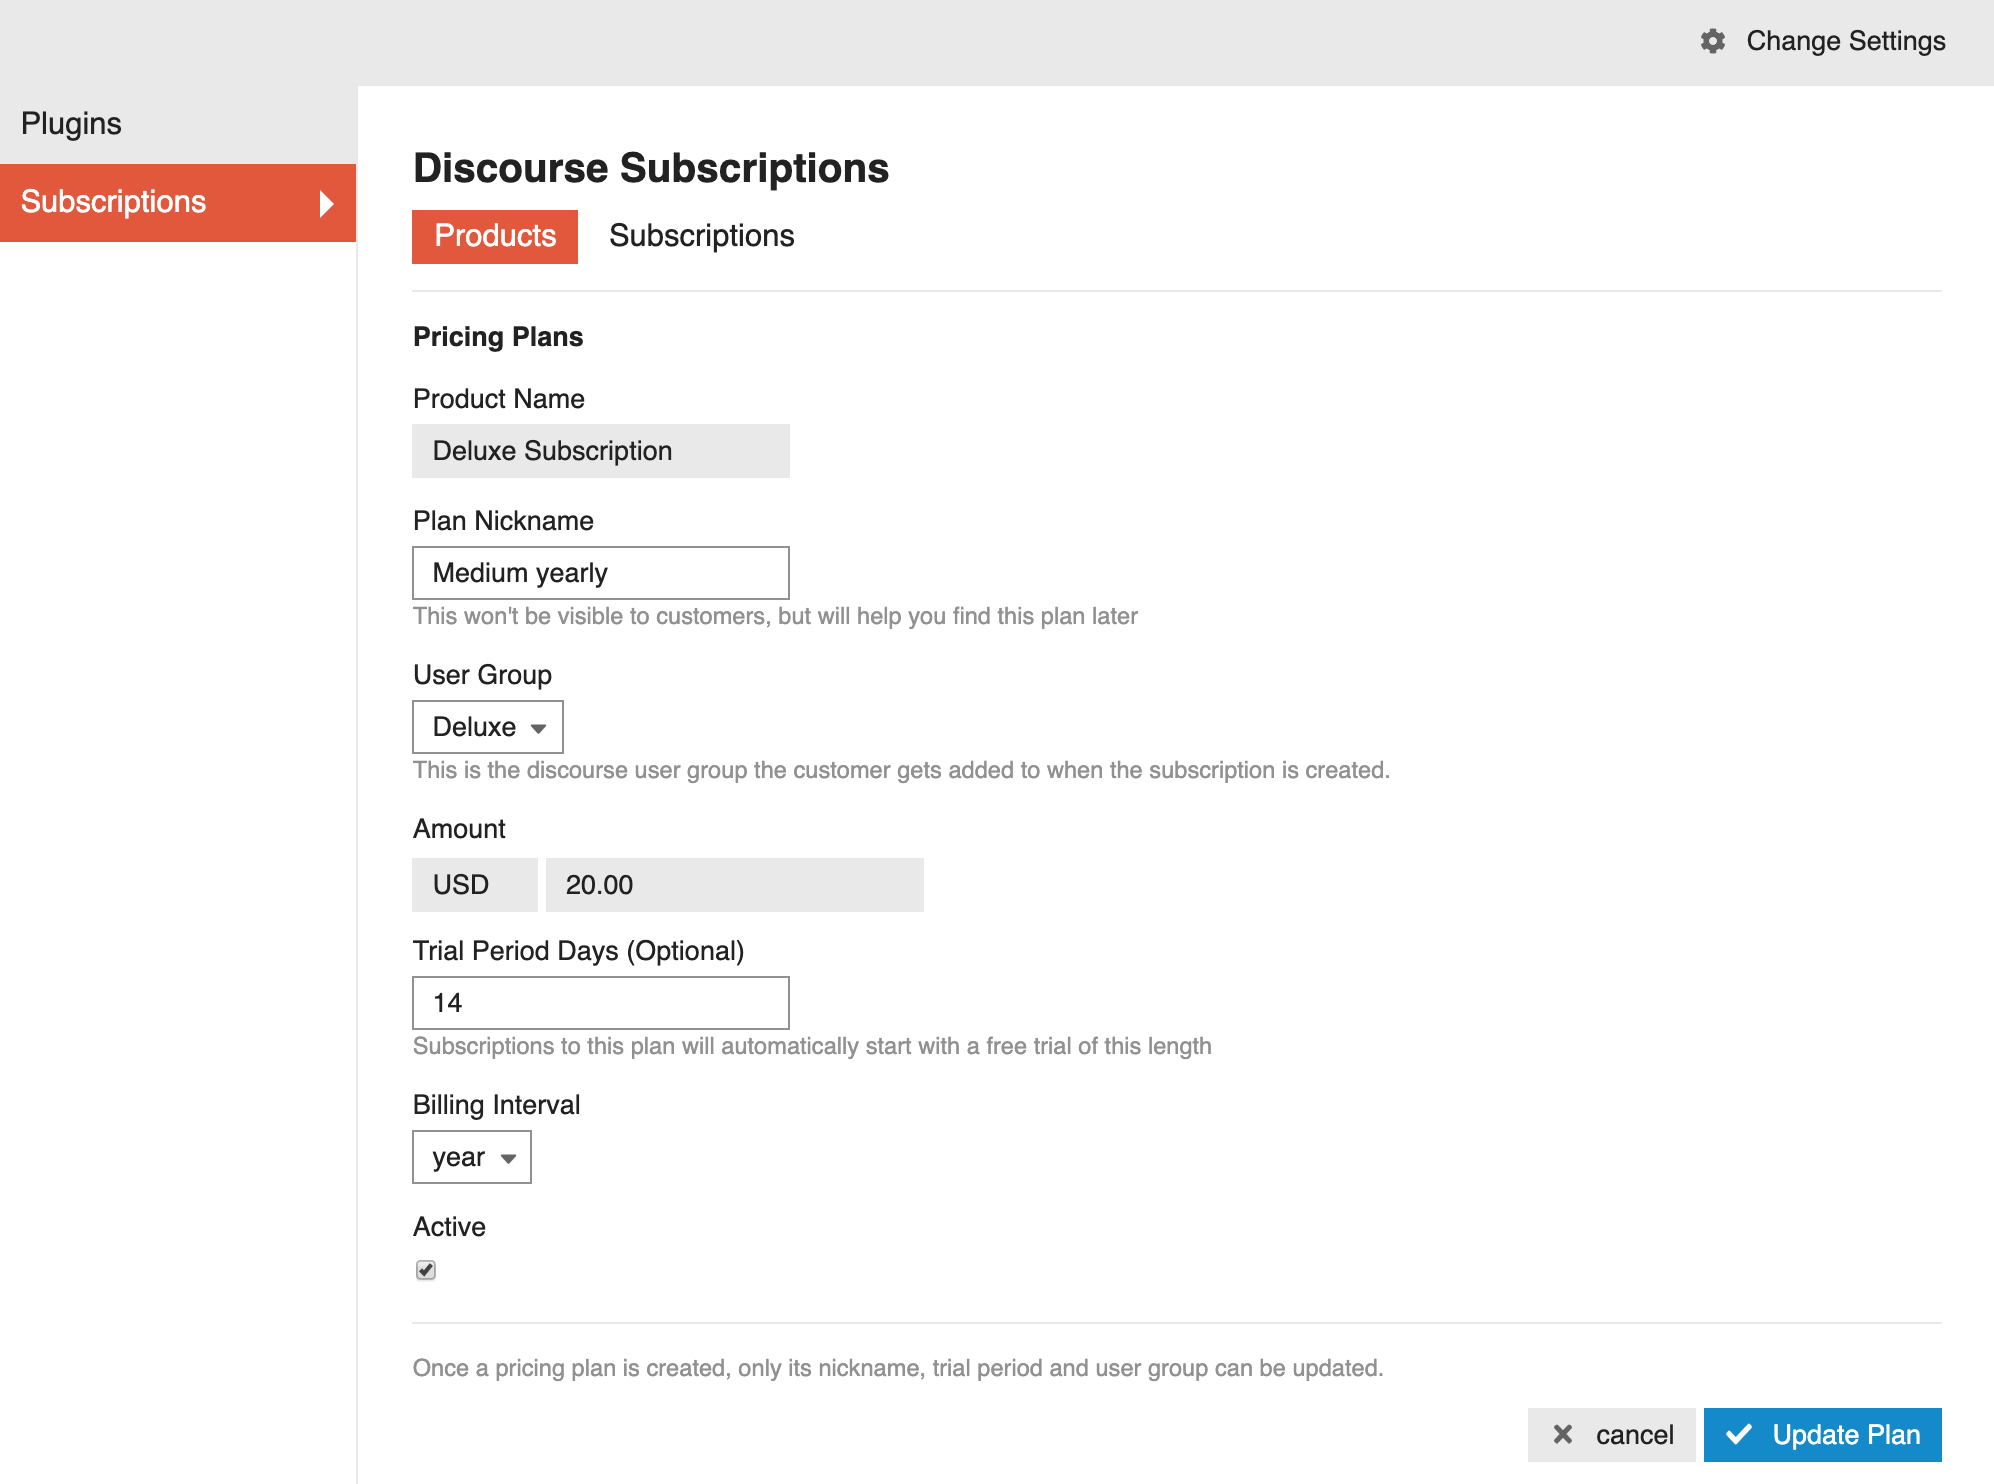 Change Settings
Plugins
Subscriptions
Discourse Subscriptions
Products Subscriptions
Pricing Plans
Product Name
Deluxe Subscription
Plan Nickname
Medium yearly
This won't be visible to customers, but will help you find this plan later
User Group
Deluxe
This is the discourse user group the customer gets added to when the subscription is created.
Amount
USD 20.00
Trial Period Days (Optional)
14
Subscriptions to this plan will automatically start with a free trial of this length
Billing Interval
year
Active
Once a pricing plan is created, only its nickname, trial period and user group can be updated.
cancel Update Plan